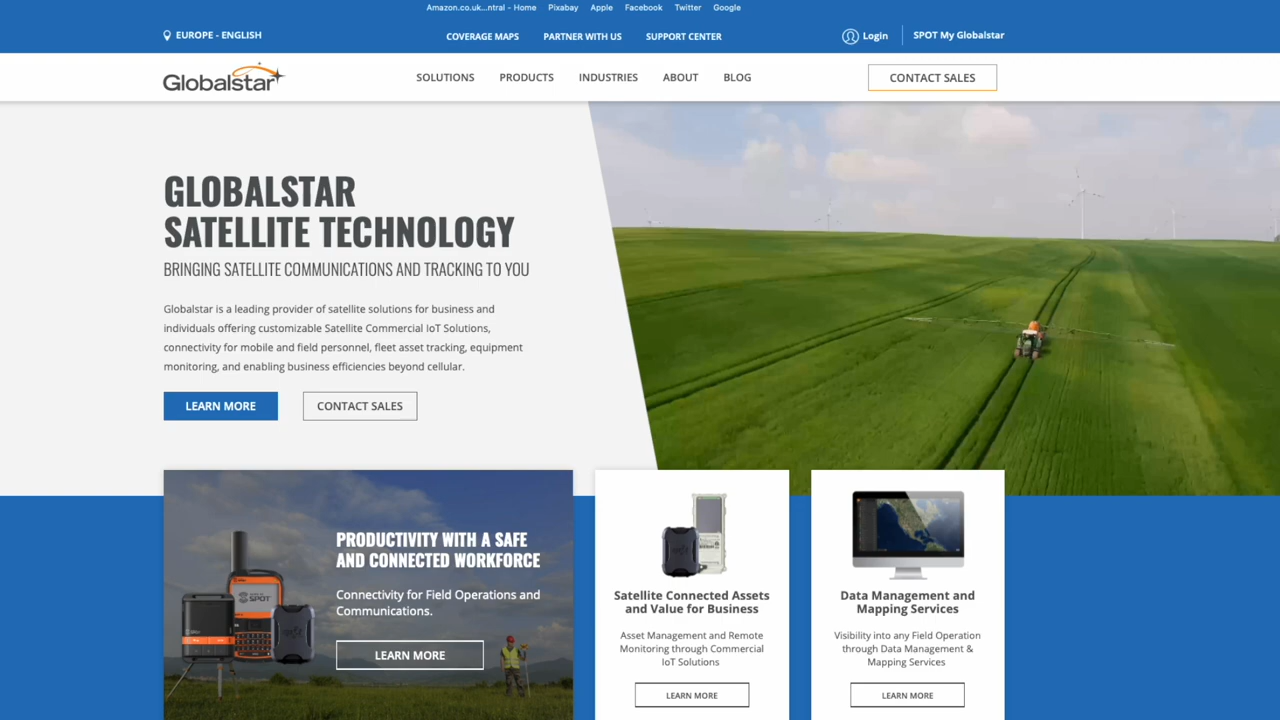 Amazon.co.uk...ntral - Home Pixabay Apple Facebook Twitter Google
EUROPE - ENGLISH
COVERAGE MAPS PARTNER WITH US SUPPORT CENTER
Login SPOT My Globalstar
Globalstar
SOLUTIONS PRODUCTS INDUSTRIES ABOUT BLOG
CONTACT SALES
GLOBALSTAR
SATELLITE TECHNOLOGY
BRINGING SATELLITE COMMUNICATIONS AND TRACKING TO YOU
Globalstar is a leading provider of satellite solutions for business and
individuals offering customizable Satellite Commercial IoT Solutions,
connectivity for mobile and field personnel, fleet asset tracking, equipment
monitoring, and enabling business efficiencies beyond cellular.
LEARN MORE CONTACT SALES
PRODUCTIVITY WITH A SAFE
AND CONNECTED WORKFORCE
Connectivity for Field Operations and
Communications.
LEARN MORE
SPOT
Satellite Connected Assets
and Value for Business
Asset Management and Remote
Monitoring through Commercial
IoT Solutions
LEARN MORE
Data Management and
Mapping Services
Visibility into any Field Operation
through Data Management &
Mapping Services
LEARN MORE